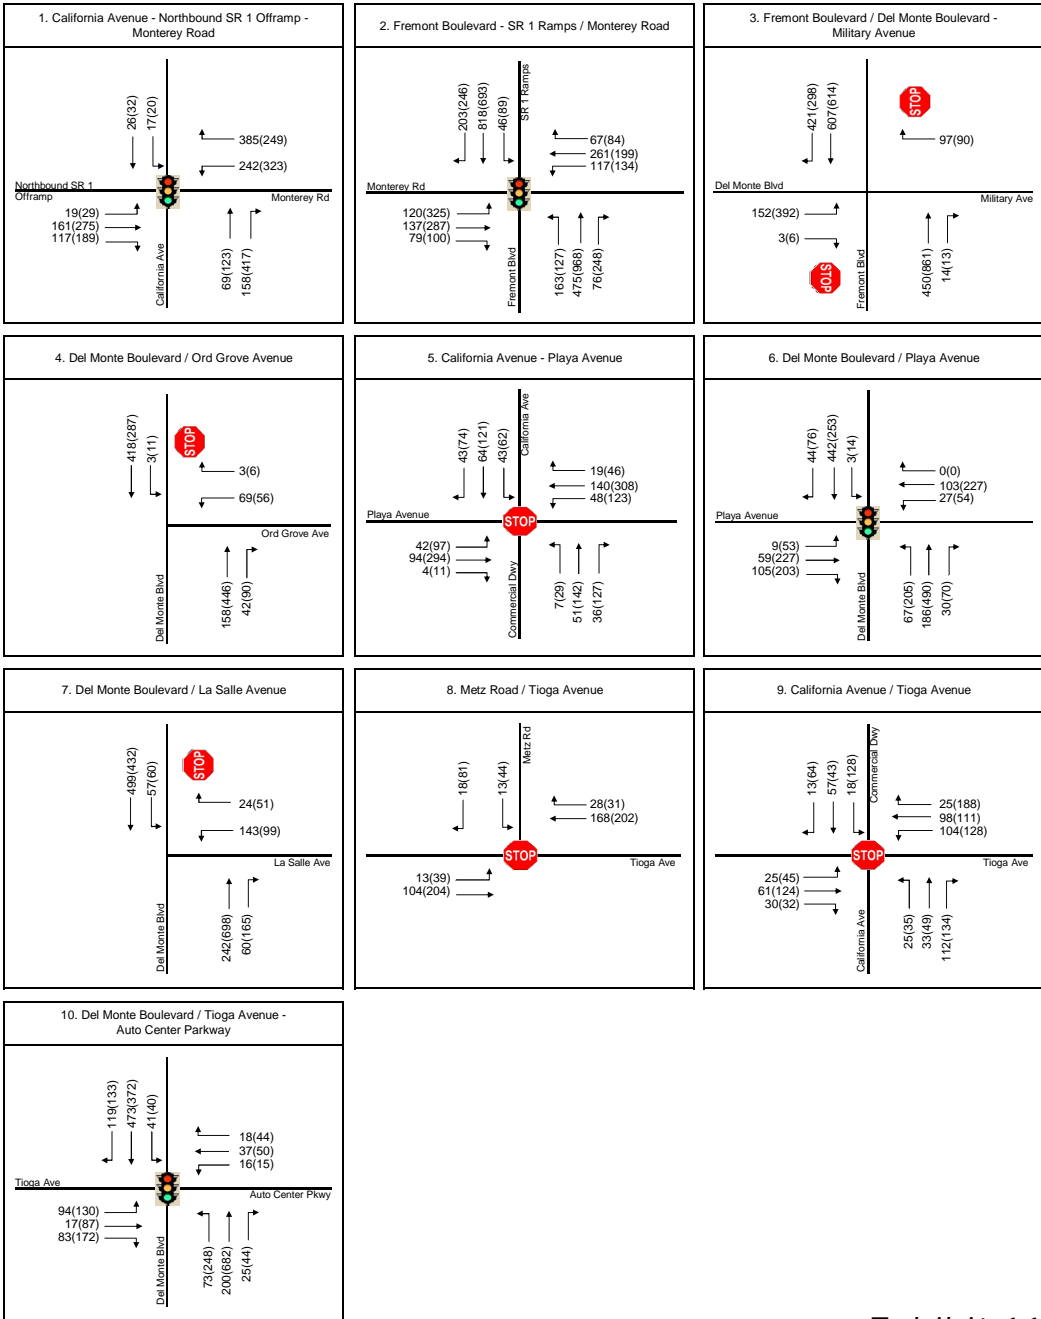 1. California Avenue - Northbound SR 1 Offramp -
Monterey Road
26(32)
17(20)
385(249)
242(323)
Northbound SR 1
Offramp
Monterey Rd
19(29)
161(275)
117(189)
California Ave
69(123)
158(417)
2. Fremont Boulevard - SR 1 Ramps / Monterey Road
203(246)
818(693)
46(89)
SR 1 Ramps
67(84)
261(199)
117(134)
Monterey Rd
120(325)
137(287)
79(100)
Fremont Blvd
163(127)
475(968)
76(248)
3. Fremont Boulevard / Del Monte Boulevard -
Military Avenue
421(298)
607(614)
STOP
97(90)
Del Monte Blvd
Military Ave
152(392)
3(6)
STOP
Fremont Blvd
450(861)
14(13)
4. Del Monte Boulevard / Ord Grove Avenue
418(287)
3(11)
STOP
3(6)
69(56)
Ord Grove Ave
Del Monte Blvd
158(446)
42(90)
5. California Avenue - Playa Avenue
43(74)
64(121)
43(62)
California Ave
19(46)
140(308)
48(123)
Playa Avenue
STOP
42(97)
94(294)
4(11)
Commercial Dwy
7(29)
51(142)
36(127)
6. Del Monte Boulevard / Playa Avenue
44(76)
442(253)
3(14)
0(0)
103(227)
27(54)
Playa Avenue
9(53)
59(227)
105(203)
Del Monte Blvd
67(205)
186(490)
30(70)
7. Del Monte Boulevard / La Salle Avenue
499(432)
57(60)
STOP
24(51)
143(99)
La Salle Ave
Del Monte Blvd
242(698)
60(165)
8. Metz Road / Tioga Avenue
18(81)
13(44)
Metz Rd
28(31)
168(202)
STOP
Tioga Ave
13(39)
104(204)
9. California Avenue / Tioga Avenue
13(64)
57(43)
18(128)
Commercial Dwy
25(188)
98(111)
104(128)
STOP
Tioga Ave
25(45)
61(124)
30(32)
California Ave
25(35)
33(49)
112(134)
10. Del Monte Boulevard / Tioga Avenue -
Auto Center Parkway
119(133)
473(372)
41(40)
18(44)
37(50)
16(15)
Tioga Ave
Auto Center Pkwy
94(130)
17(87)
83(172)
Del Monte Blvd
73(248)
200(682)
25(44)